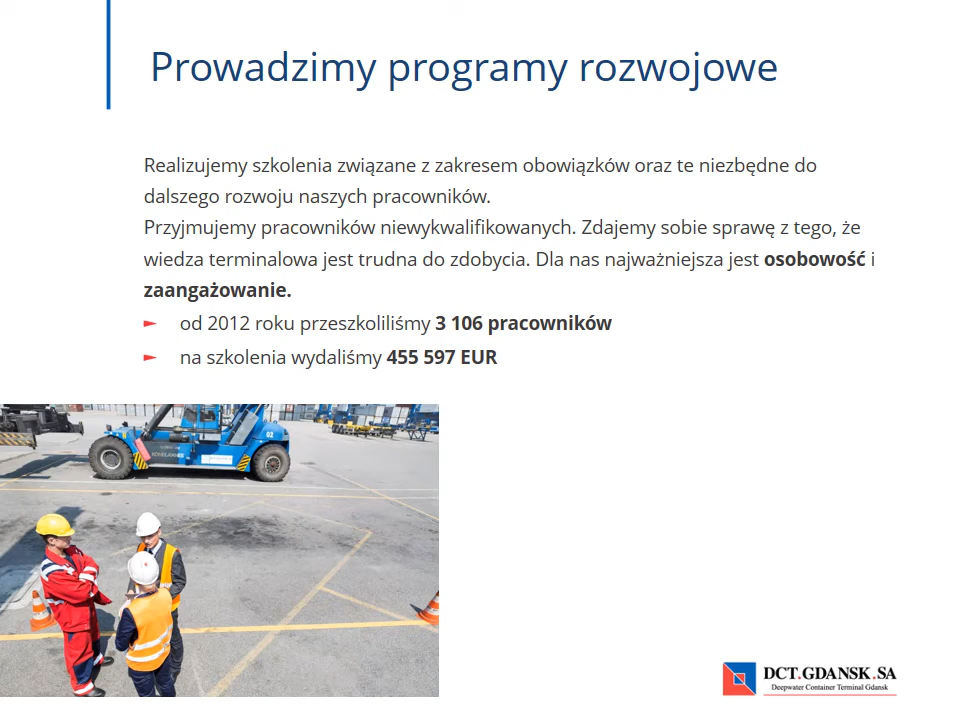 Prowadzimy programy rozwojowe
Realizujemy szkolenia związane z zakresem obowiązków oraz te niezbędne do
dalszego rozwoju naszych pracowników.
Przyjmujemy pracowników niewykwalifikowanych. Zdajemy sobie sprawę z tego, że
wiedza terminalowa jest trudna do zdobycia. Dla nas najważniejsza jest osobowość i
zaangażowanie.
► od 2012 roku przeszkoliliśmy 3 106 pracowników
► na szkolenia wydaliśmy 455 597 EUR
02
DCT.GDANSK.SA
Deepwater Container Terminal Gdansk